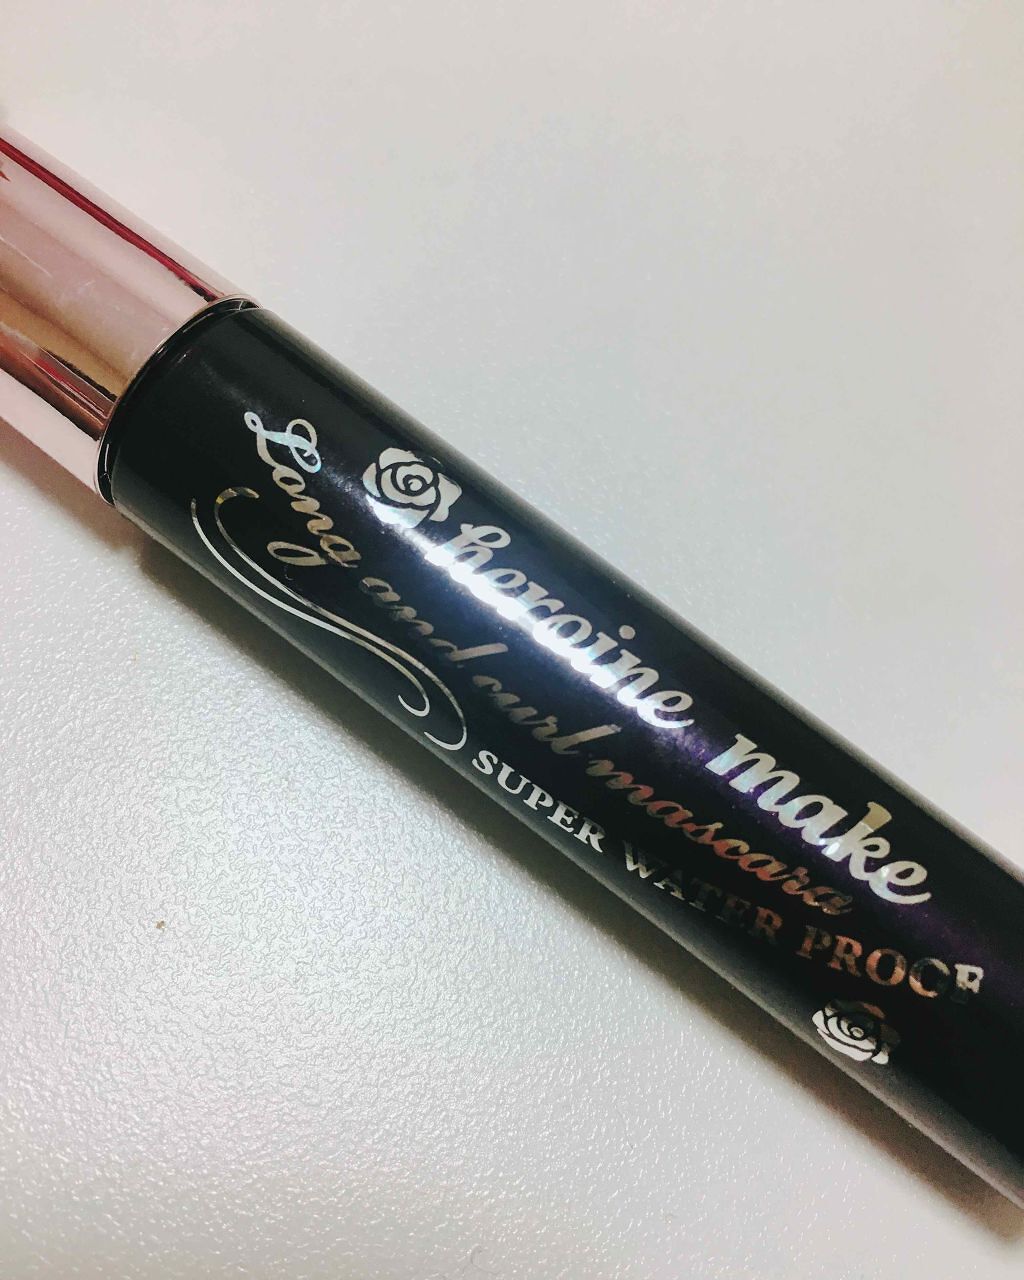 heroine make
Long and curl mascara
SUPER WATER PROOF